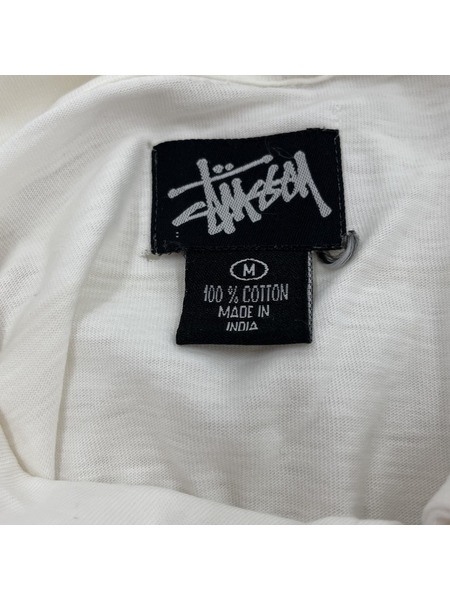 STÜSSY
M
100 % COTTON
MADE IN
INDIA